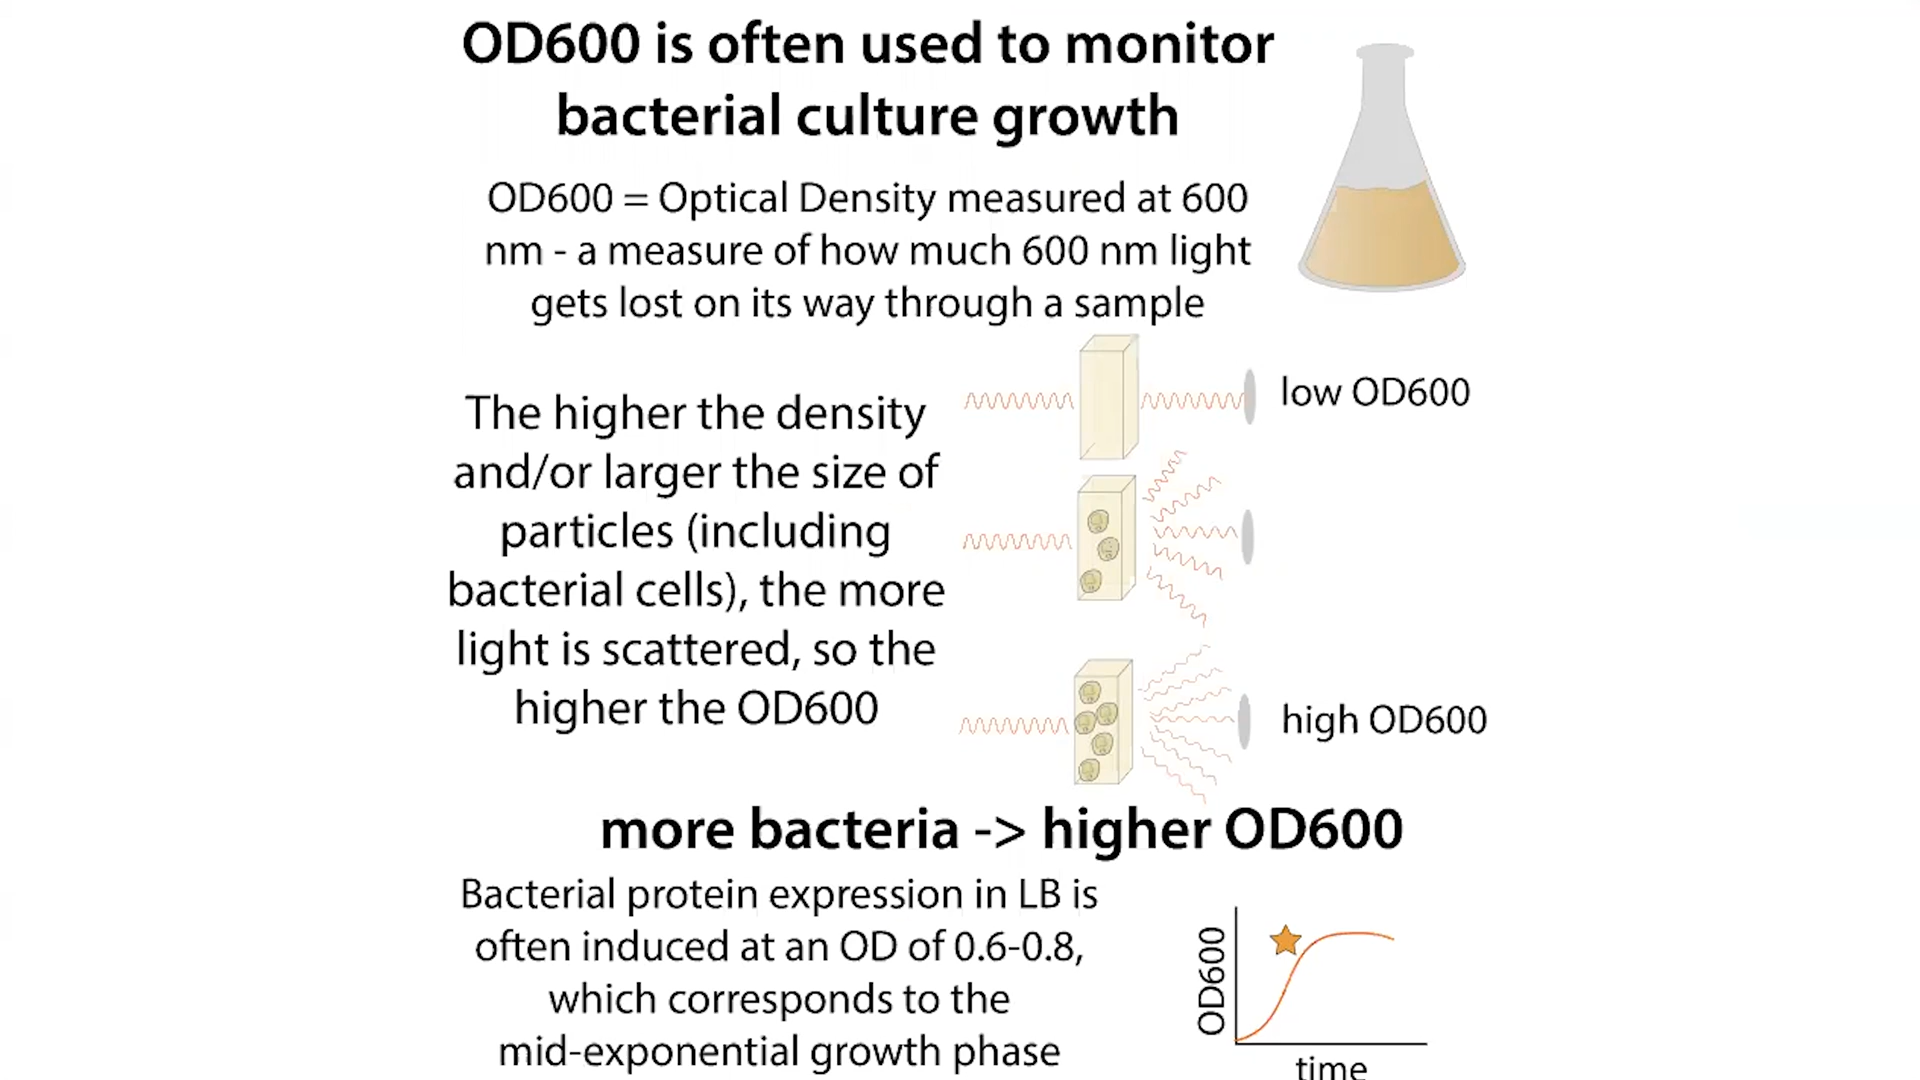 OD600 is often used to monitor
bacterial culture growth
OD600 = Optical Density measured at 600
nm - a measure of how much 600 nm light
gets lost on its way through a sample
The higher the density
and/or larger the size of
particles (including
bacterial cells), the more
light is scattered, so the
higher the OD600
low OD600
high OD600
more bacteria -> higher OD600
Bacterial protein expression in LB is
often induced at an OD of 0.6-0.8,
which corresponds to the
mid-exponential growth phase
OD600
time